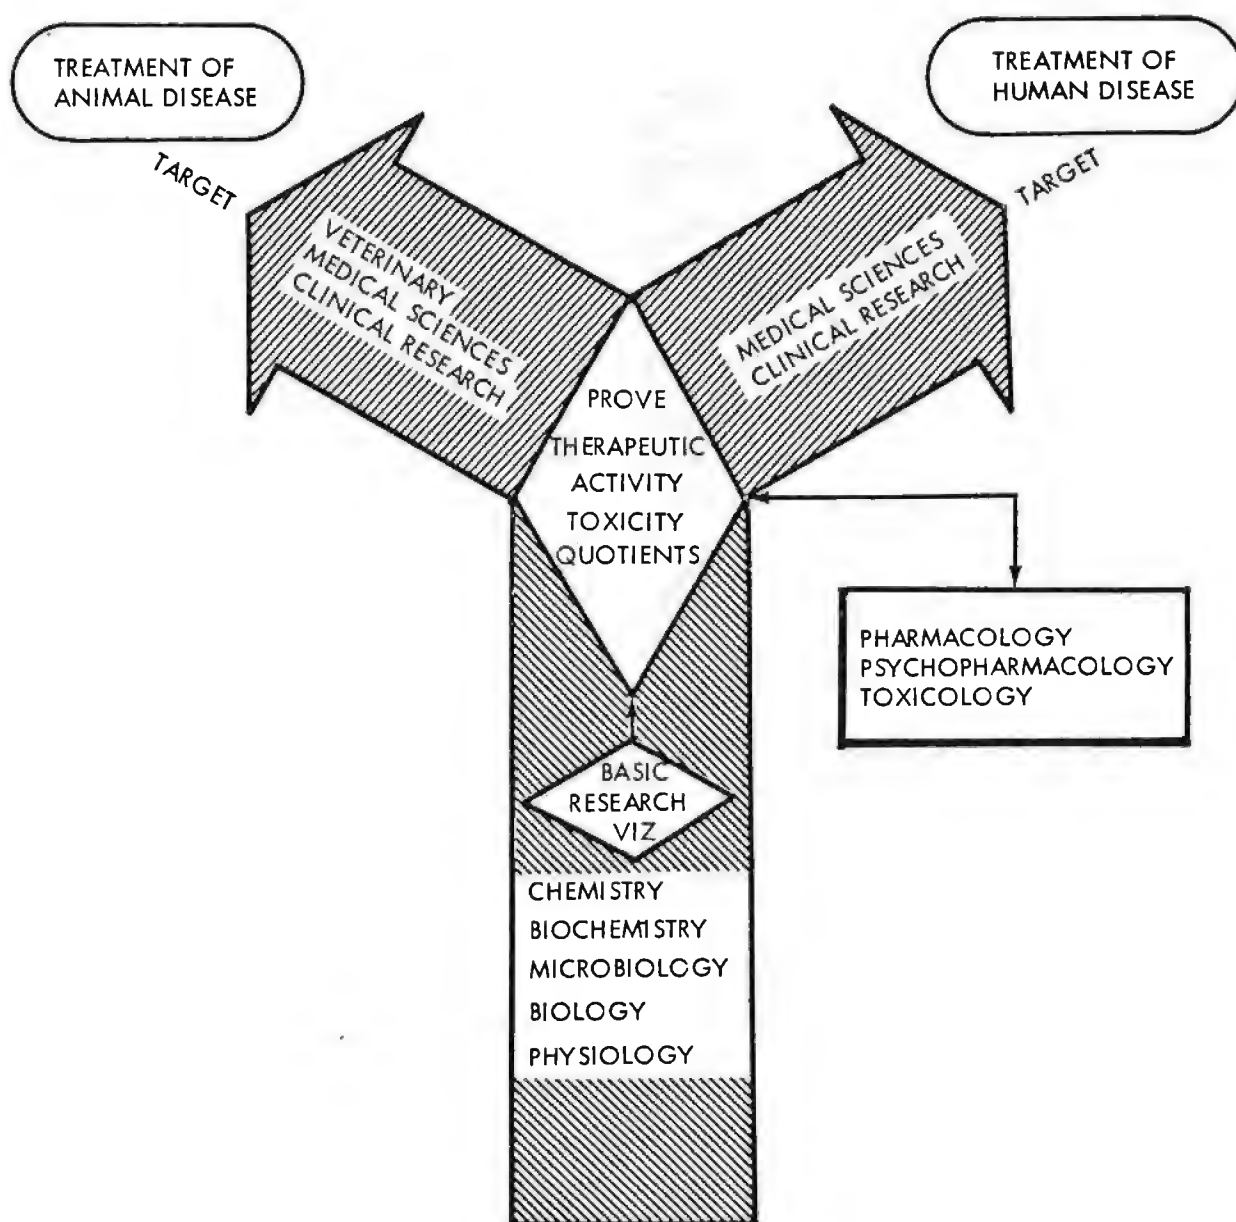 TREATMENT OF
ANIMAL DISEASE
TREATMENT OF
HUMAN DISEASE
TARGET
TARGET
VETERINARY
MEDICAL SCIENCES
CLINICAL RESEARCH
MEDICAL SCIENCES
CLINICAL RESEARCH
PROVE
THERAPEUTIC
ACTIVITY
TOXICITY
QUOTIENTS
PHARMACOLOGY
PSYCHOPHARMACOLOGY
TOXICOLOGY
BASIC
RESEARCH
VIZ
CHEMISTRY
BIOCHEMISTRY
MICROBIOLOGY
BIOLOGY
PHYSIOLOGY